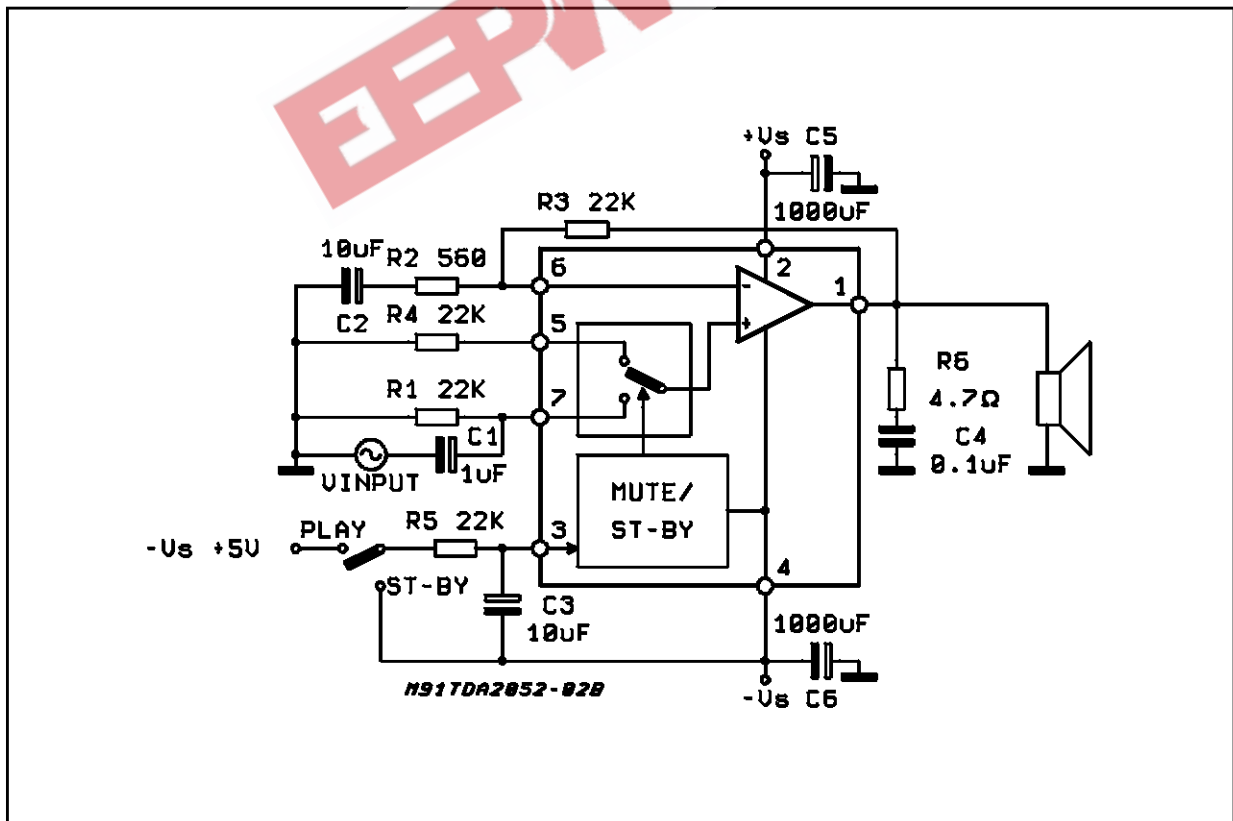 EEPW
+Vs C5
1000uF
R3 22K
10uF
R2 560
6
2
1
-
C2
R4 22K
5
+
R6
4.7Ω
C4
0.1uF
R1 22K
7
C1
1uF
VINPUT
MUTE/
ST-BY
-Vs +5V
PLAY
R5 22K
3
ST-BY
4
C3
10uF
1000uF
-Vs C6
M91TDA2052-02B